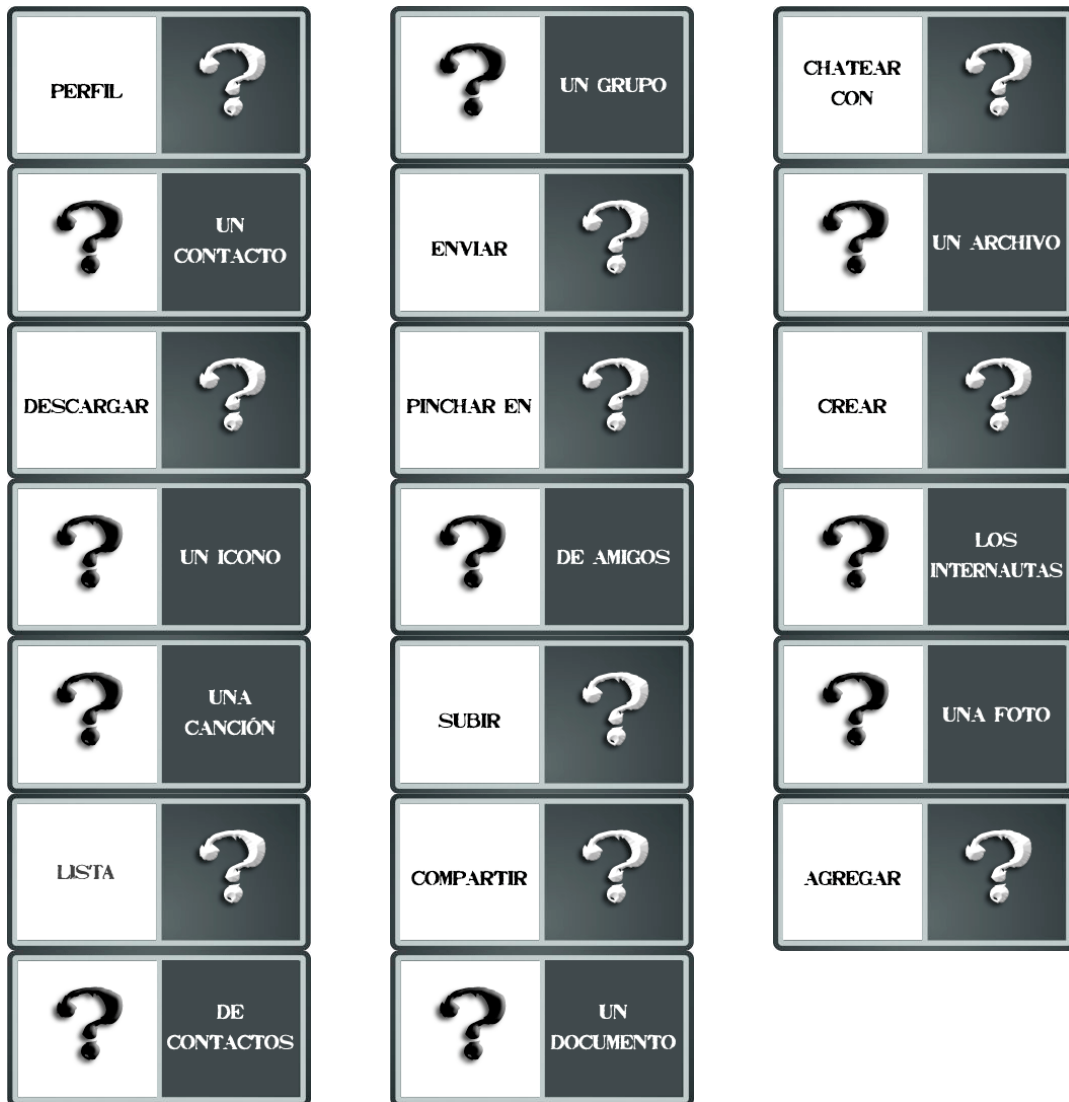 PERFIL
?
?
UN GRUPO
CHATEAR
CON
?
?
UN
CONTACTO
ENVIAR
?
?
UN ARCHIVO
DESCARGAR
?
PINCHAR EN
?
CREAR
?
?
UN ICONO
?
DE AMIGOS
?
LOS
INTERNAUTAS
?
UNA
CANCIÓN
SUBIR
?
?
UNA FOTO
LISTA
?
COMPARTIR
?
AGREGAR
?
?
DE
CONTACTOS
?
UN
DOCUMENTO